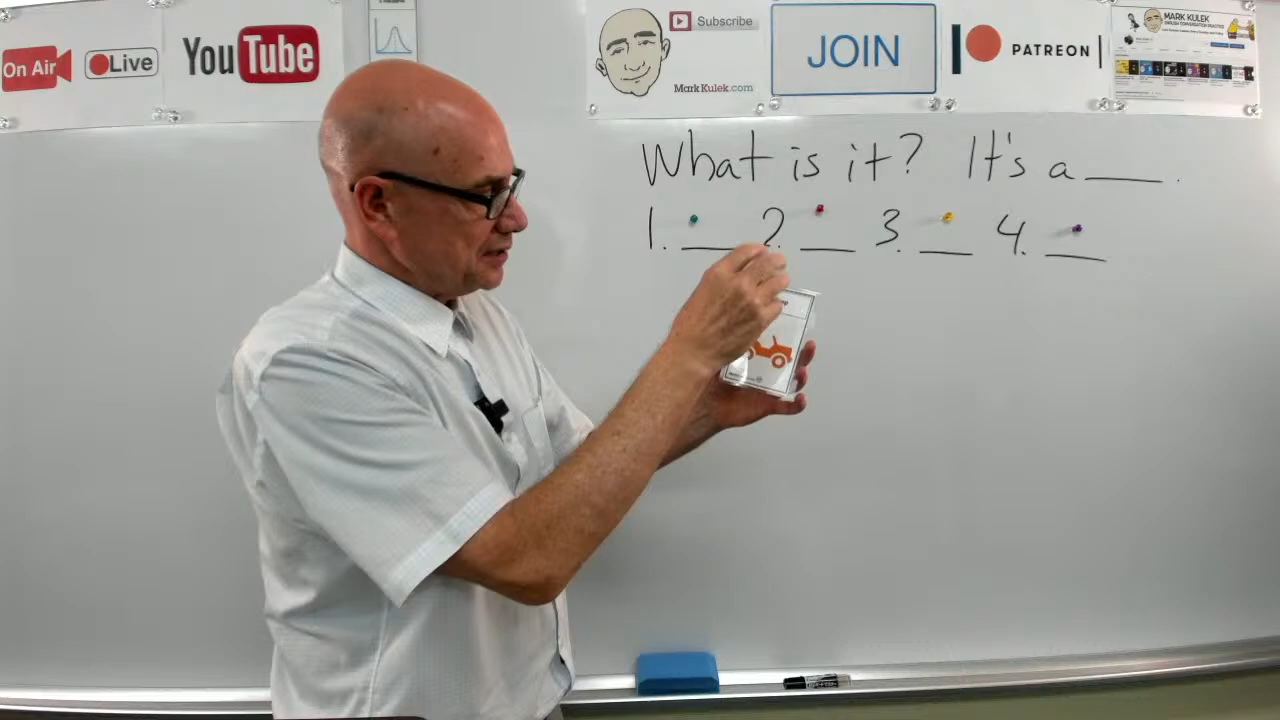 On Air
Live
YouTube
Subscribe
MarkKulek.com
JOIN
PATREON
MARK KULEK
What is it? It's a ___.
1. ___ 2. ___ 3. ___ 4. ___